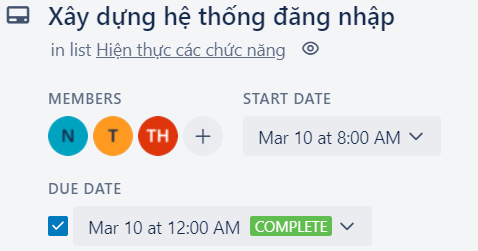 Xây dựng hệ thống đăng nhập
in list Hiện thực các chức năng
MEMBERS
START DATE
N T TH +
Mar 10 at 8:00 AM
DUE DATE
Mar 10 at 12:00 AM COMPLETE